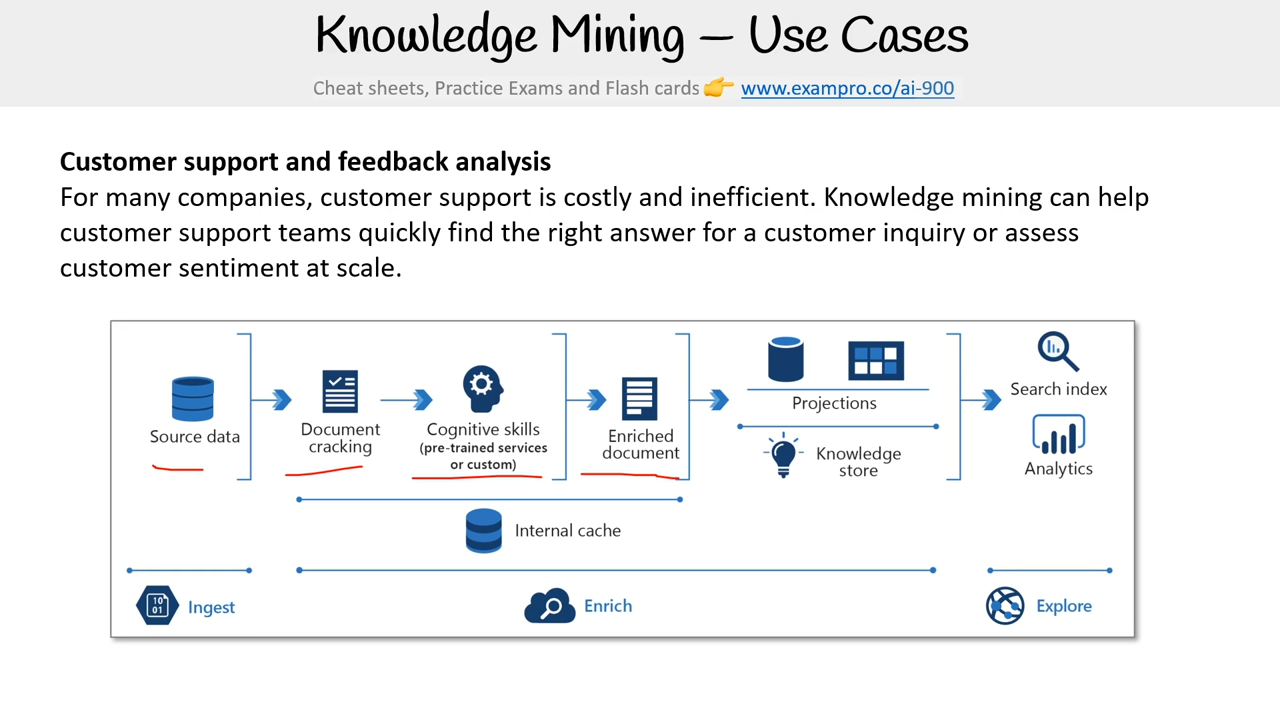 Knowledge Mining – Use Cases
Cheat sheets, Practice Exams and Flash cards 👉 www.exampro.co/ai-900
Customer support and feedback analysis
For many companies, customer support is costly and inefficient. Knowledge mining can help
customer support teams quickly find the right answer for a customer inquiry or assess
customer sentiment at scale.
Source data
Document
cracking
Cognitive skills
(pre-trained services
or custom)
Enriched
document
Projections
Knowledge
store
Search index
Analytics
Internal cache
10
01
Ingest
Enrich
Explore